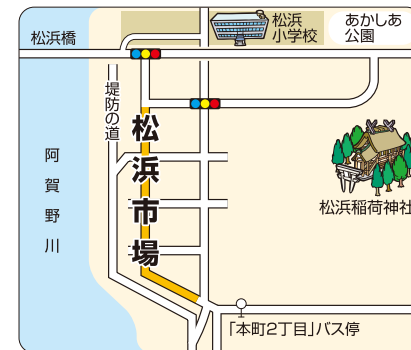 松浜橋
松浜
小学校
あかしあ
公園
堤防の道
松浜市場
阿賀野川
松浜稲荷神社
「本町2丁目」バス停